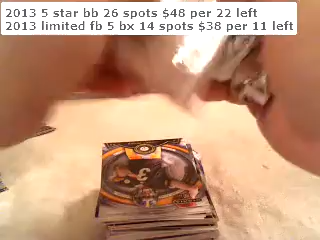 2013 5 star bb 26 spots $48 per 22 left
2013 limited fb 5 bx 14 spots $38 per 11 left